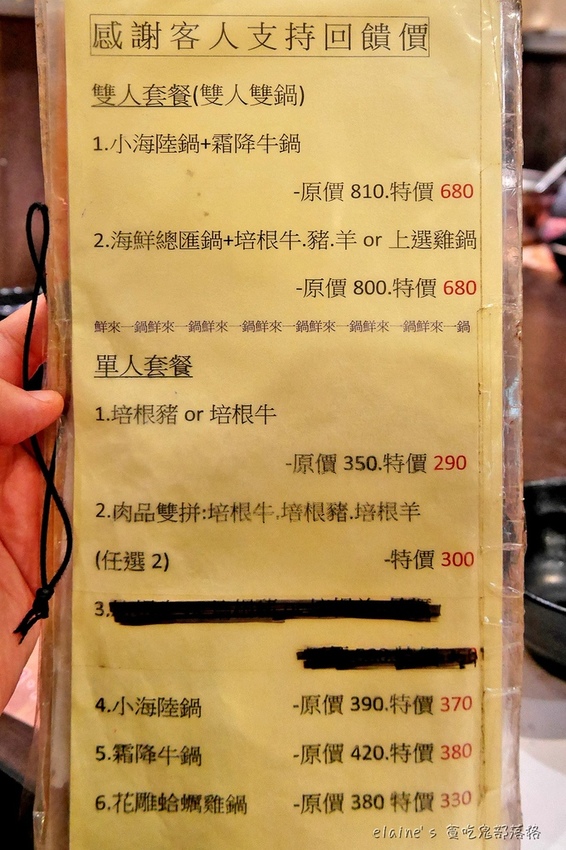 感謝客人支持回饋價
雙人套餐(雙人雙鍋)
1.小海陸鍋+霜降牛鍋
-原價 810.特價 680
2.海鮮總匯鍋+培根牛.豬.羊 or 上選雞鍋
-原價 800.特價 680
鮮來一鍋鮮來一鍋鮮來一鍋鮮來一鍋鮮來一鍋鮮來一鍋鮮來一鍋
單人套餐
1.培根豬 or 培根牛
-原價 350.特價 290
2.肉品雙拼:培根牛.培根豬.培根羊
(任選 2) -特價 300
3.
4.小海陸鍋 -原價 390.特價 370
5.霜降牛鍋 -原價 420.特價 380
6.花雕蛤蠣雞鍋 -原價 380 特價 330
elaine's 貪吃鬼部落格